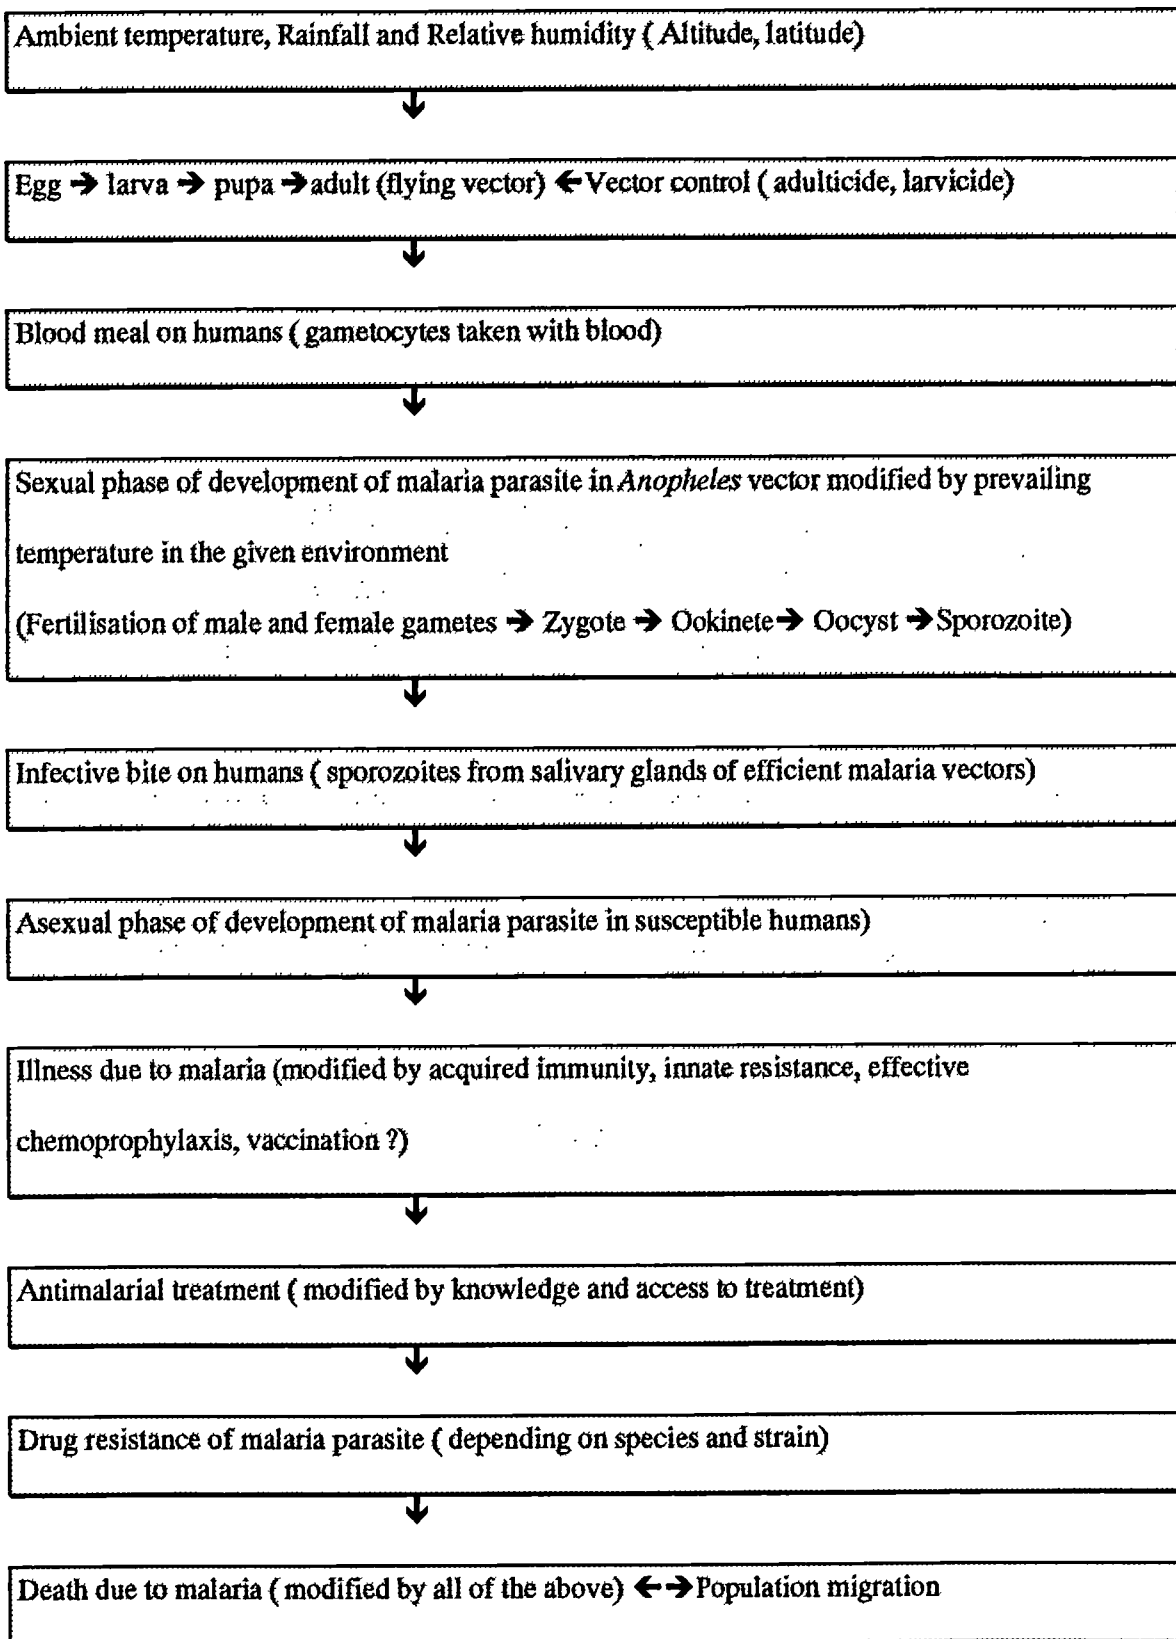 Ambient temperature, Rainfall and Relative humidity ( Altitude, latitude)
↓
Egg → larva → pupa →adult (flying vector) ←Vector control ( adulticide, larvicide)
↓
Blood meal on humans ( gametocytes taken with blood)
↓
Sexual phase of development of malaria parasite in Anopheles vector modified by prevailing
temperature in the given environment
(Fertilisation of male and female gametes → Zygote → Ookinete→ Oocyst →Sporozoite)
↓
Infective bite on humans ( sporozoites from salivary glands of efficient malaria vectors)
↓
Asexual phase of development of malaria parasite in susceptible humans)
↓
Illness due to malaria (modified by acquired immunity, innate resistance, effective
chemoprophylaxis, vaccination ?)
↓
Antimalarial treatment ( modified by knowledge and access to treatment)
↓
Drug resistance of malaria parasite ( depending on species and strain)
↓
Death due to malaria ( modified by all of the above) ←→Population migration